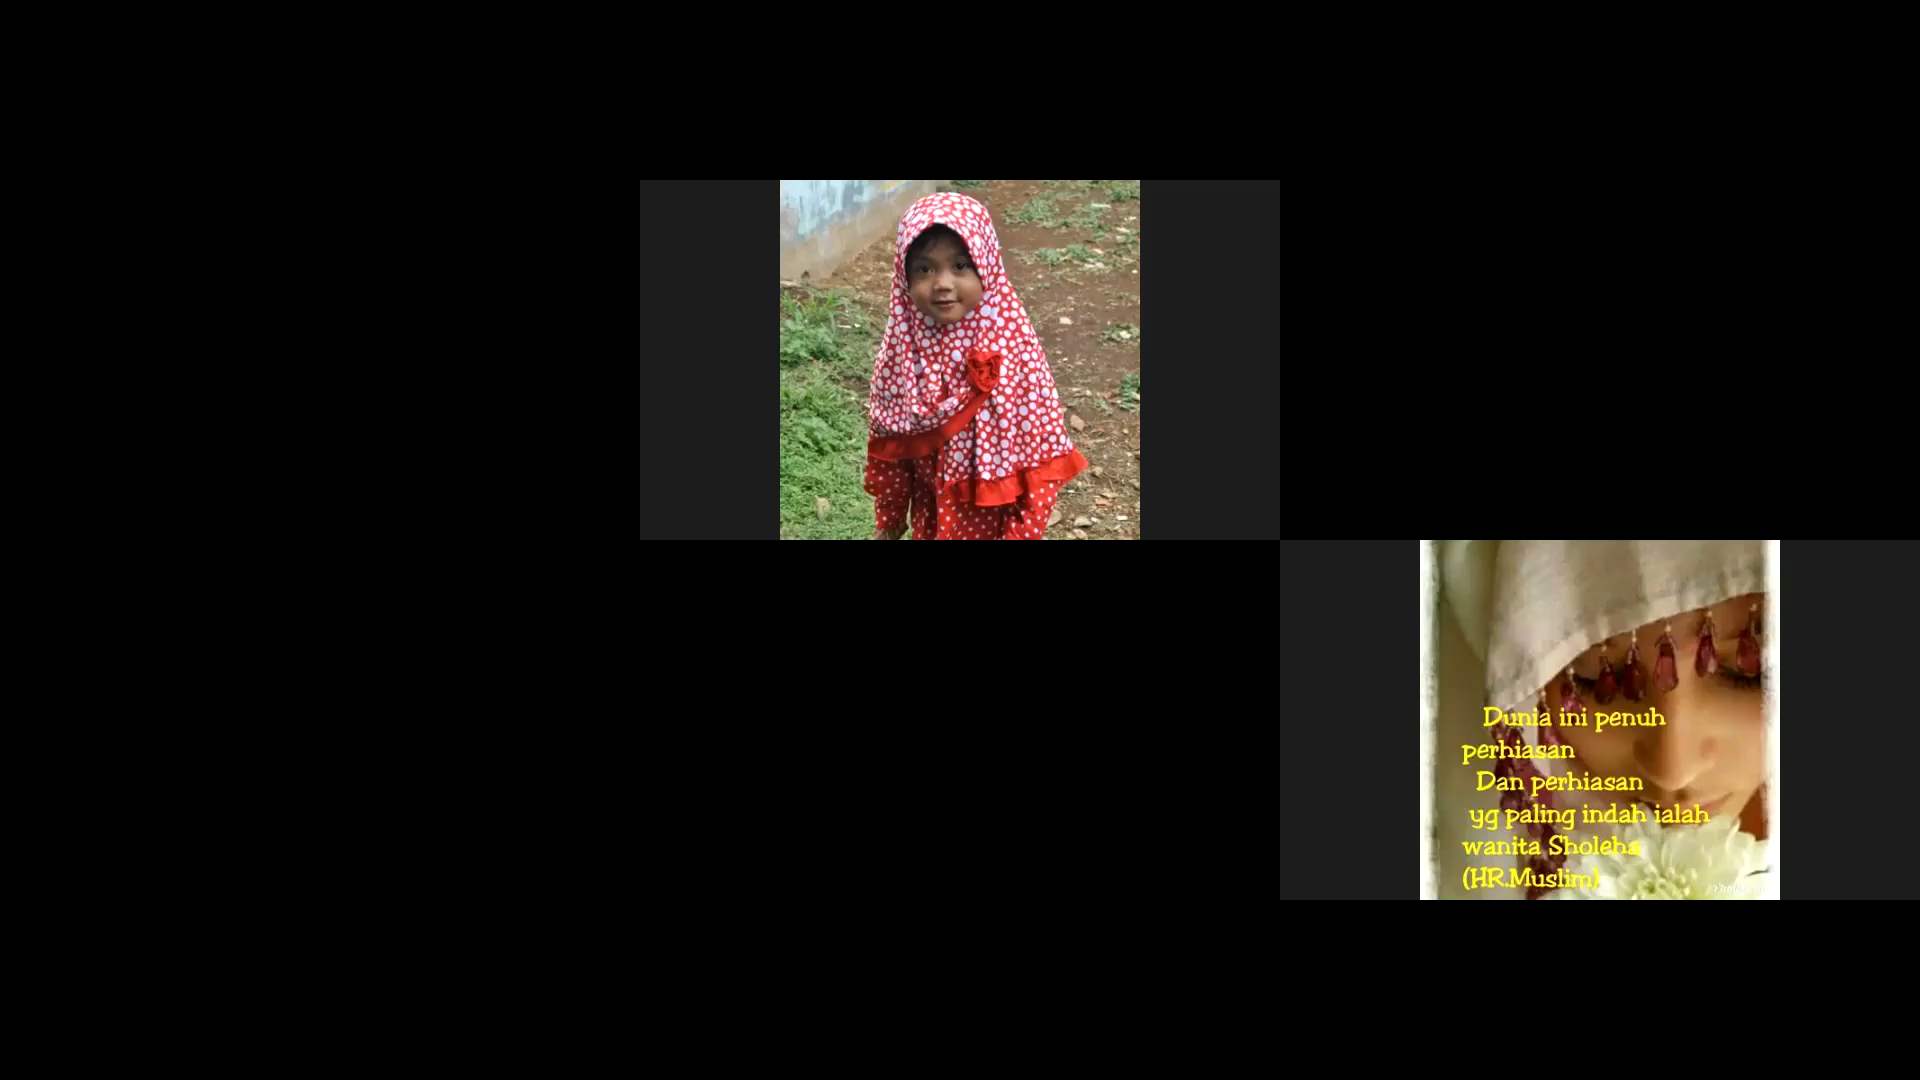 Dunia ini penuh
perhiasan
Dan perhiasan
yg paling indah ialah
wanita Sholeha
(HR.Muslim)